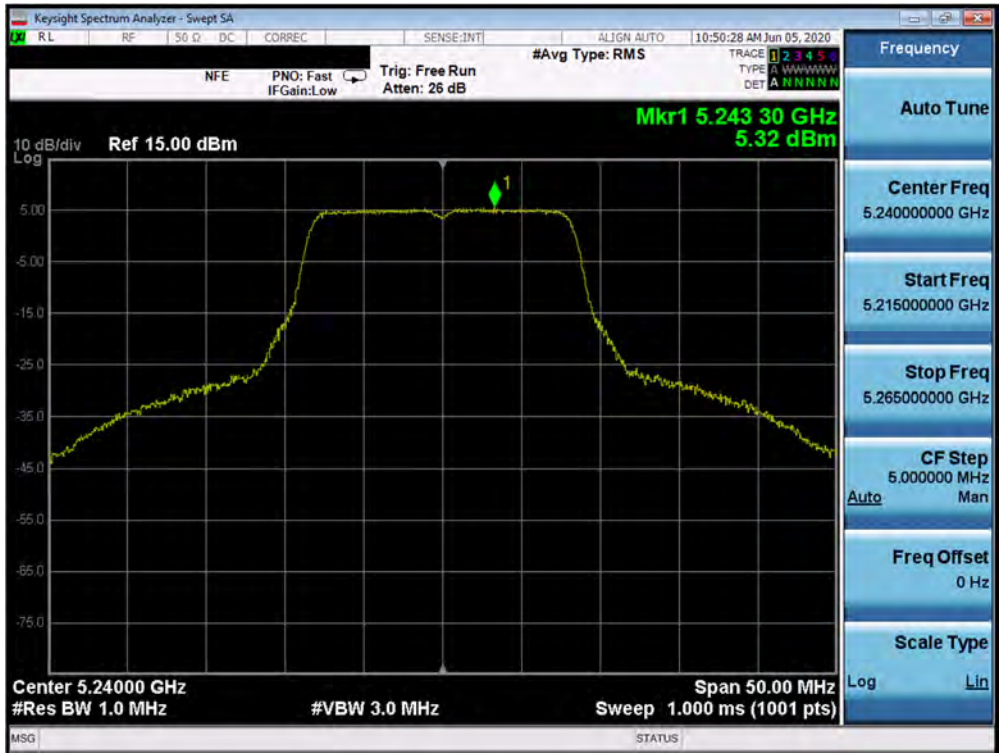 Keysight Spectrum Analyzer - Swept SA
RL RF 50 Ω DC CORREC SENSE:INT ALIGN AUTO 10:50:28 AM Jun 05, 2020
#Avg Type: RMS TRACE 1 2 3 4 5 6
NFE PNO: Fast Trig: Free Run TYPE A WWWWW
IFGain:Low Atten: 26 dB DET A N N N N N
Mkr1 5.243 30 GHz
5.32 dBm
10 dB/div Ref 15.00 dBm
Log
1
5.00
-5.00
-15.0
-25.0
-35.0
-45.0
-55.0
-65.0
-75.0
Center 5.24000 GHz Span 50.00 MHz
#Res BW 1.0 MHz #VBW 3.0 MHz Sweep 1.000 ms (1001 pts)
MSG STATUS
Frequency
Auto Tune
Center Freq
5.240000000 GHz
Start Freq
5.215000000 GHz
Stop Freq
5.265000000 GHz
CF Step
5.000000 MHz
Auto Man
Freq Offset
0 Hz
Scale Type
Log Lin